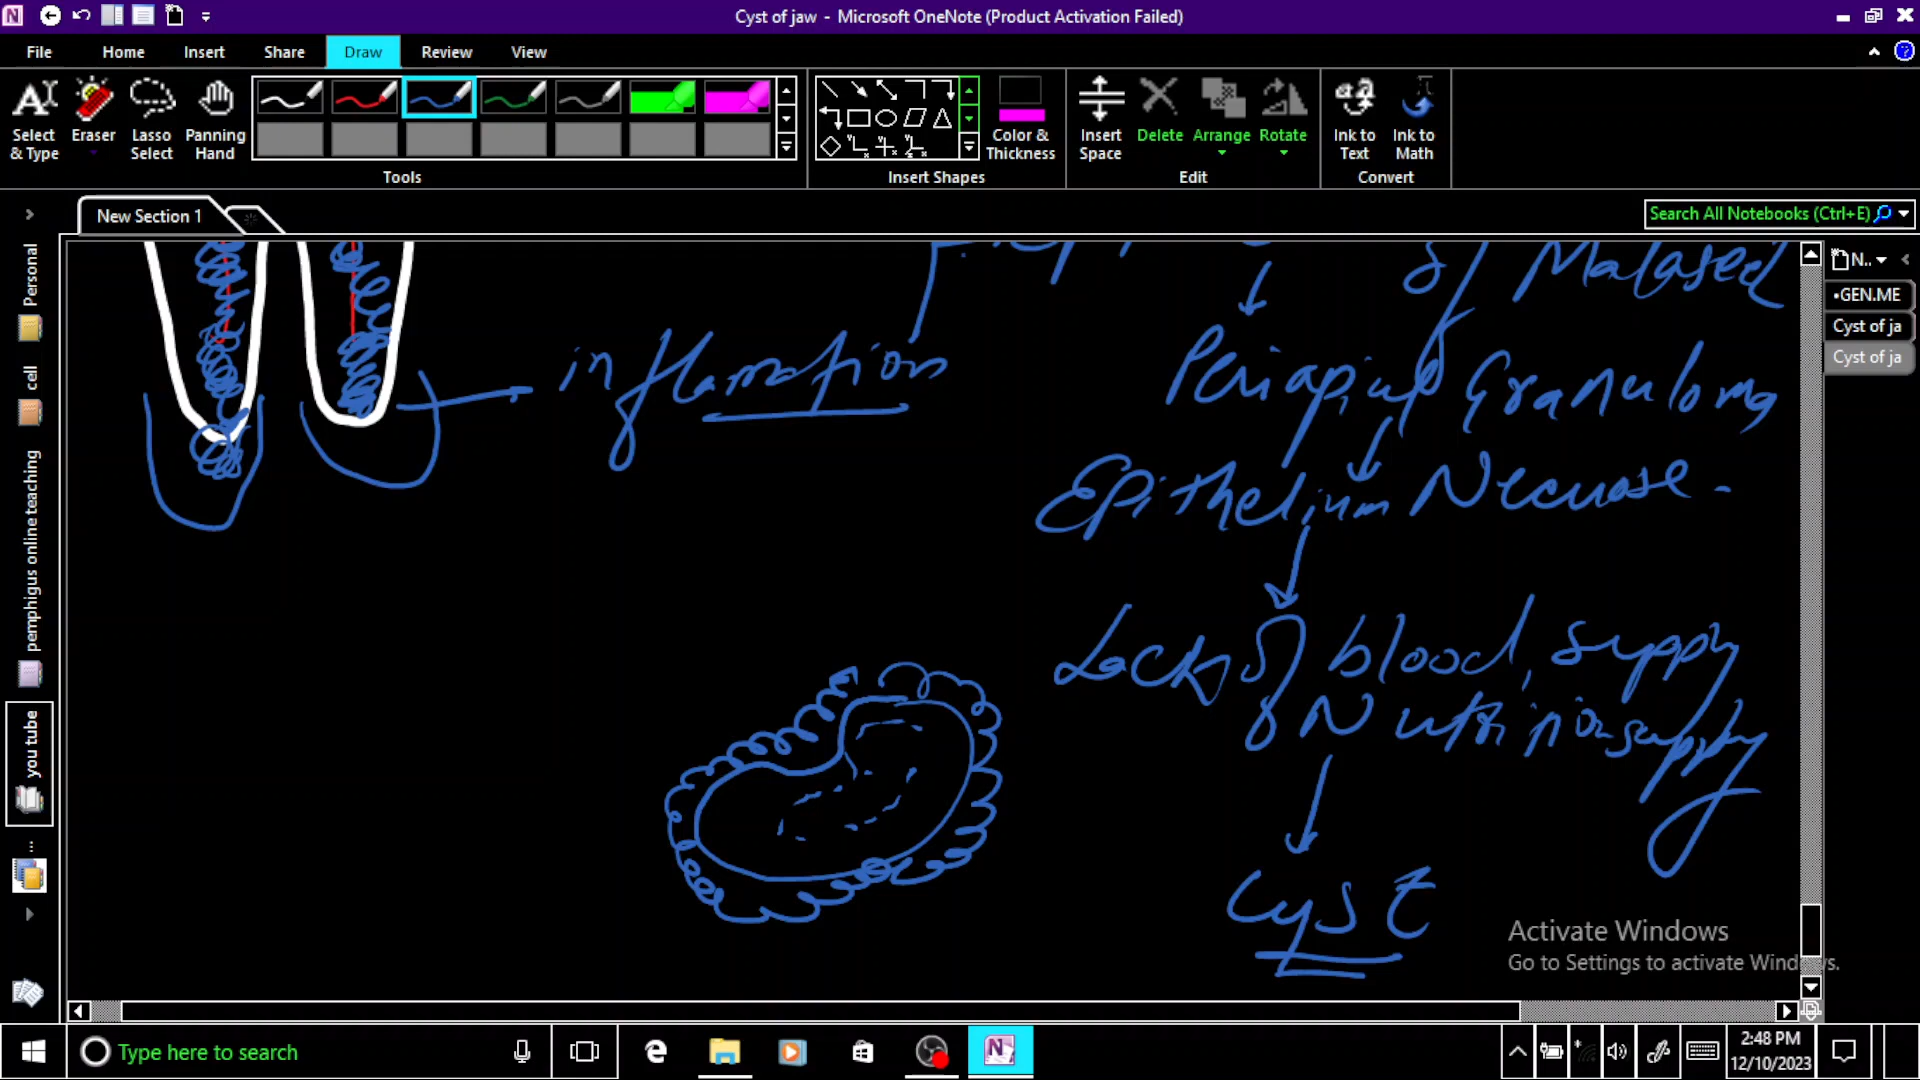 Cyst of jaw - Microsoft OneNote (Product Activation Failed)
File Home Insert Share Draw Review View
Select & Type
Eraser
Lasso Select
Panning Hand
Color & Thickness
Insert Space
Delete
Arrange
Rotate
Ink to Text
Ink to Math
Tools
Insert Shapes
Edit
Convert
New Section 1
Search All Notebooks (Ctrl+E)
N..
•GEN.ME
Cyst of ja
Cyst of ja
Personal
cell
pemphigus online teaching
you tube
of Malased
inflamation
Periapical Granuloma
Epithelium Necrose
Lack of blood, supply
& Nutrition supply
Cyst
Activate Windows
Go to Settings to activate Windows.
Type here to search
2:48 PM
12/10/2023